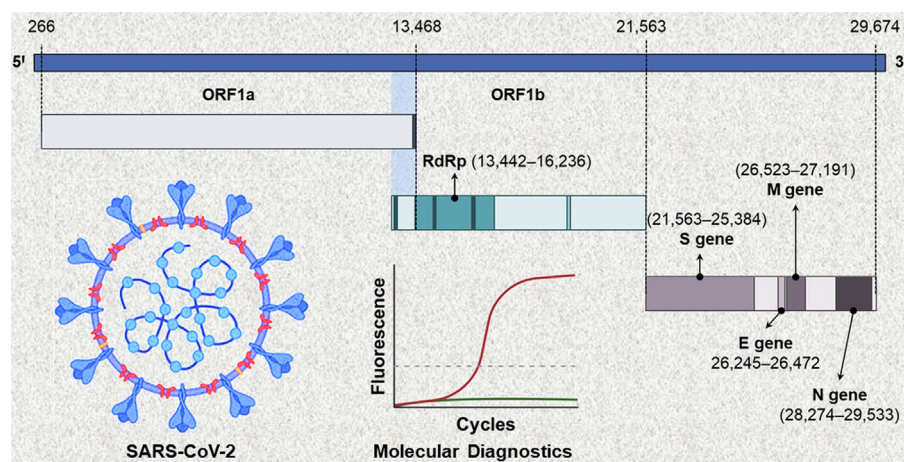 266 13,468 21,563 29,674
5' 3
ORF1a ORF1b
RdRp (13,442–16,236)
(26,523–27,191)
M gene
(21,563–25,384)
S gene
E gene
26,245–26,472
N gene
(28,274–29,533)
Fluorescence
Cycles
SARS-CoV-2
Molecular Diagnostics